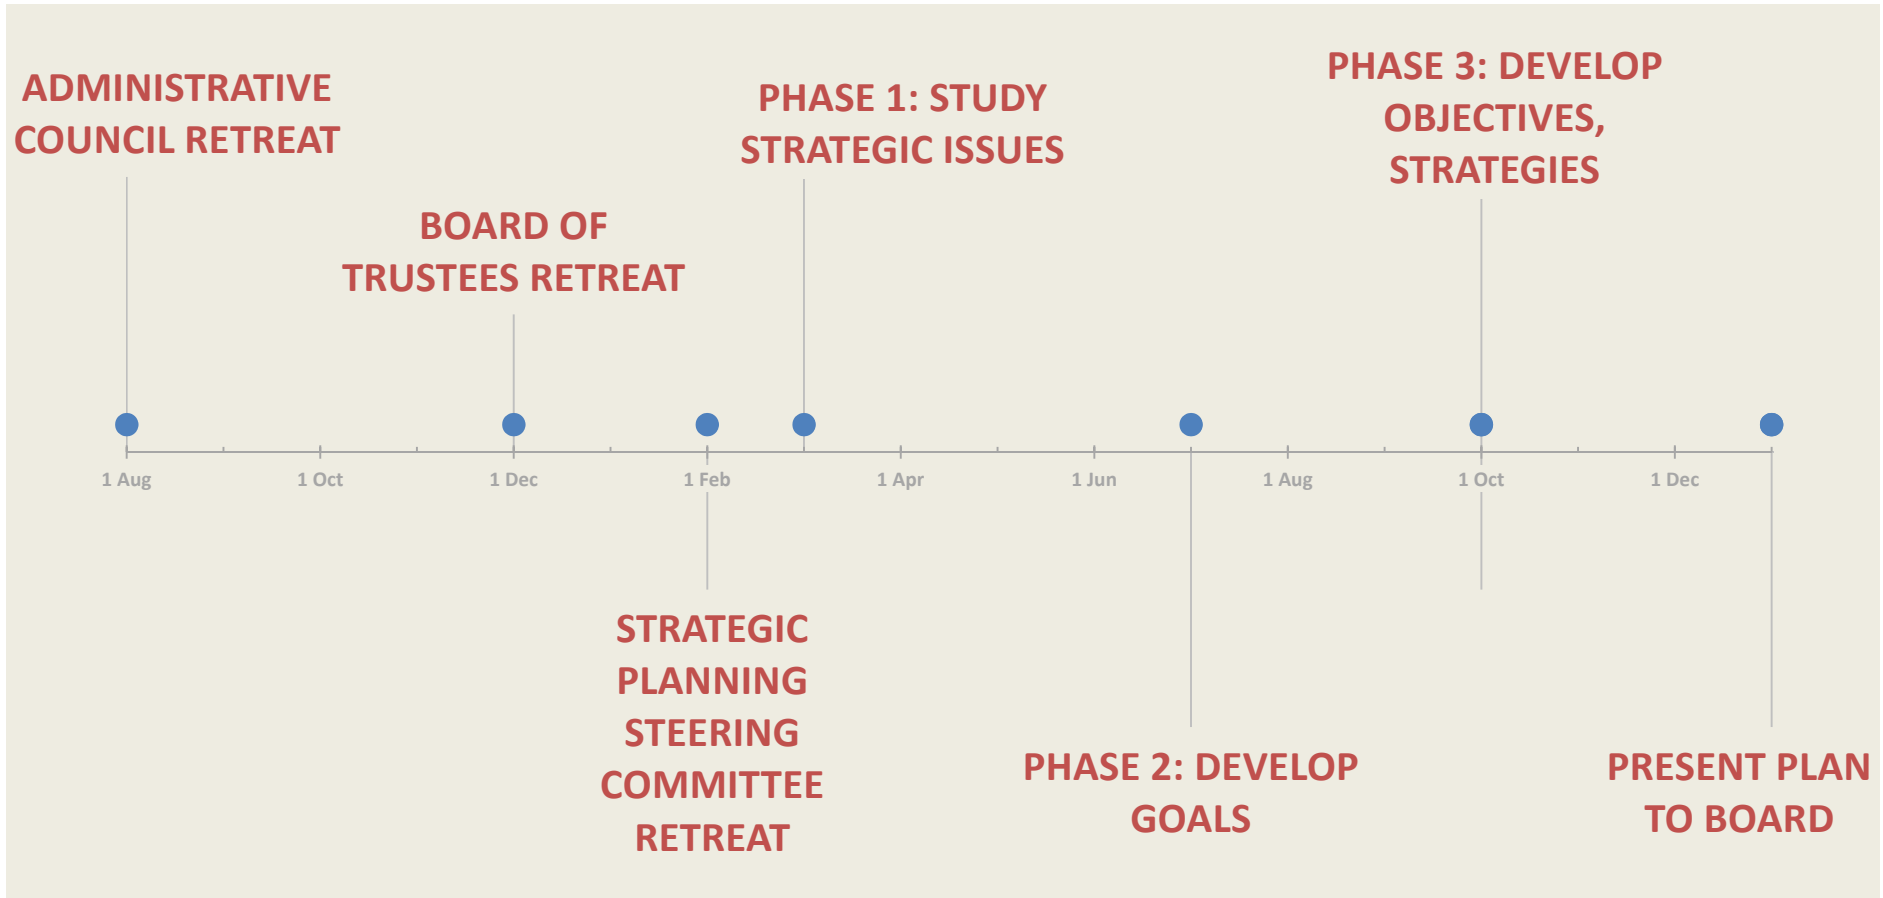 ADMINISTRATIVE
COUNCIL RETREAT
BOARD OF
TRUSTEES RETREAT
PHASE 1: STUDY
STRATEGIC ISSUES
PHASE 3: DEVELOP
OBJECTIVES,
STRATEGIES
1 Aug
1 Oct
1 Dec
1 Feb
1 Apr
1 Jun
1 Aug
1 Oct
1 Dec
STRATEGIC
PLANNING
STEERING
COMMITTEE
RETREAT
PHASE 2: DEVELOP
GOALS
PRESENT PLAN
TO BOARD